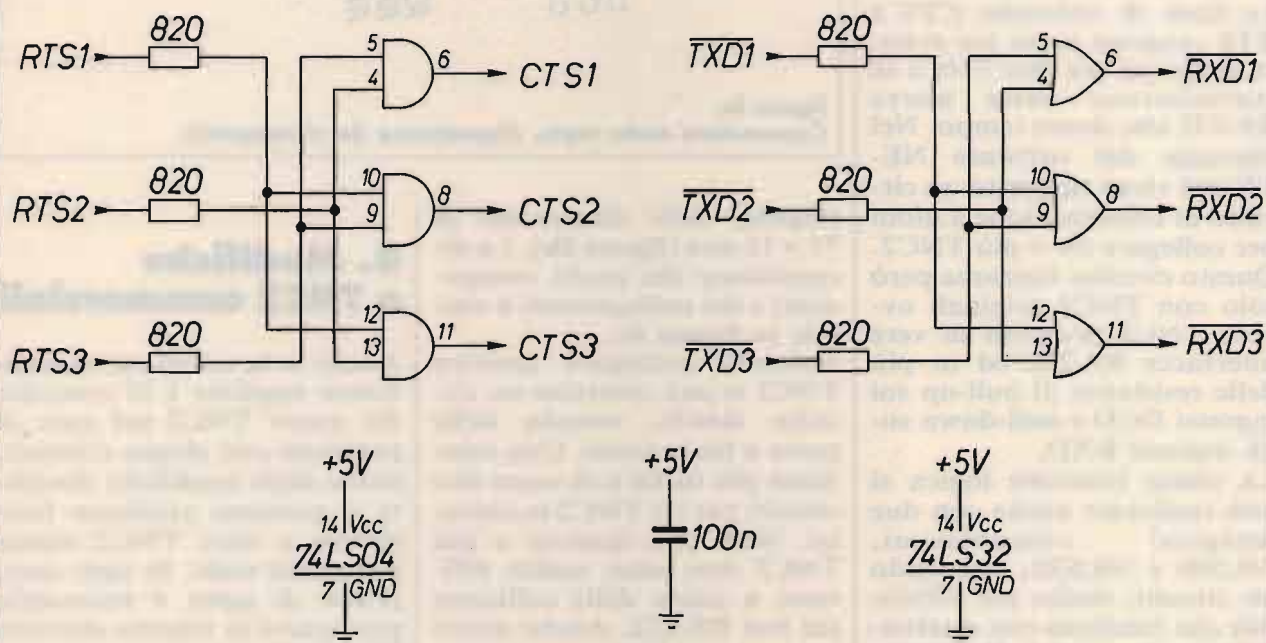 RTS1
820
5
4
6
CTS1
RTS2
820
10
9
8
CTS2
RTS3
820
12
13
11
CTS3
TXD1
820
5
4
6
RXD1
TXD2
820
10
9
8
RXD2
TXD3
820
12
13
11
RXD3
+5V
14 Vcc
74LS04
7 GND
+5V
100n
+5V
14 Vcc
74LS32
7 GND